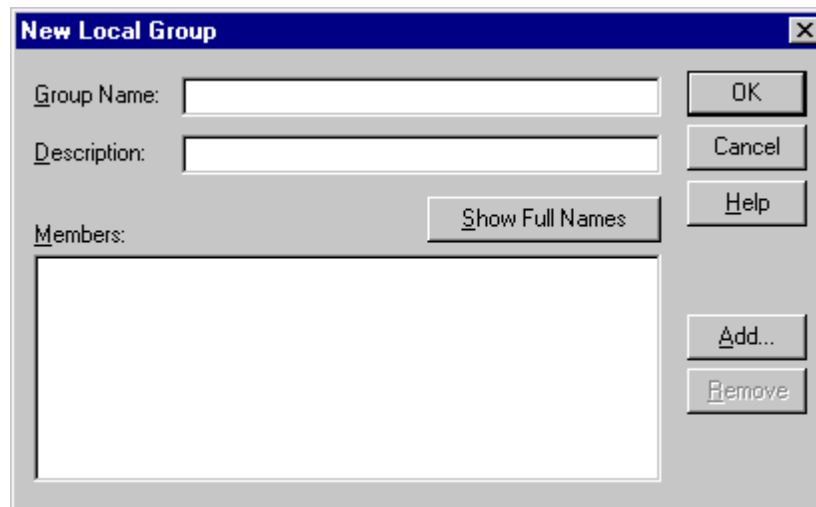 New Local Group
Group Name:
OK
Description:
Cancel
Show Full Names
Help
Members:
Add...
Remove